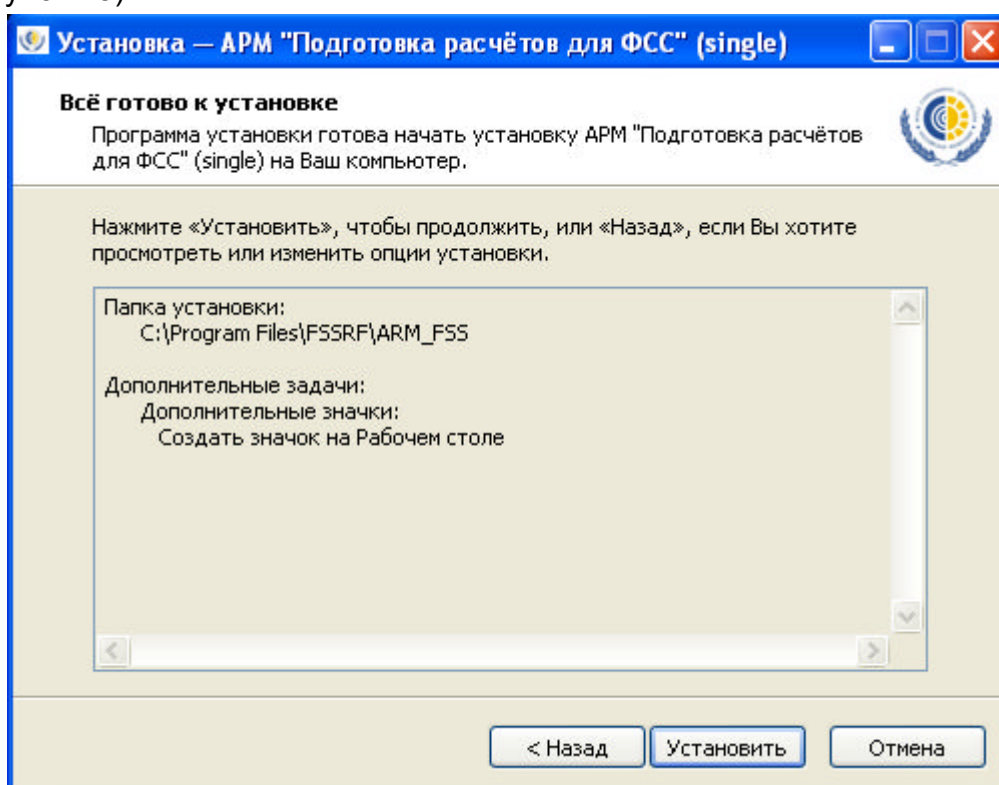 Установка — АРМ "Подготовка расчётов для ФСС" (single)
Всё готово к установке
Программа установки готова начать установку АРМ "Подготовка расчётов
для ФСС" (single) на Ваш компьютер.
Нажмите «Установить», чтобы продолжить, или «Назад», если Вы хотите
просмотреть или изменить опции установки.
Папка установки:
C:\Program Files\FSSRF\ARM_FSS
Дополнительные задачи:
Дополнительные значки:
Создать значок на Рабочем столе
< Назад
Установить
Отмена